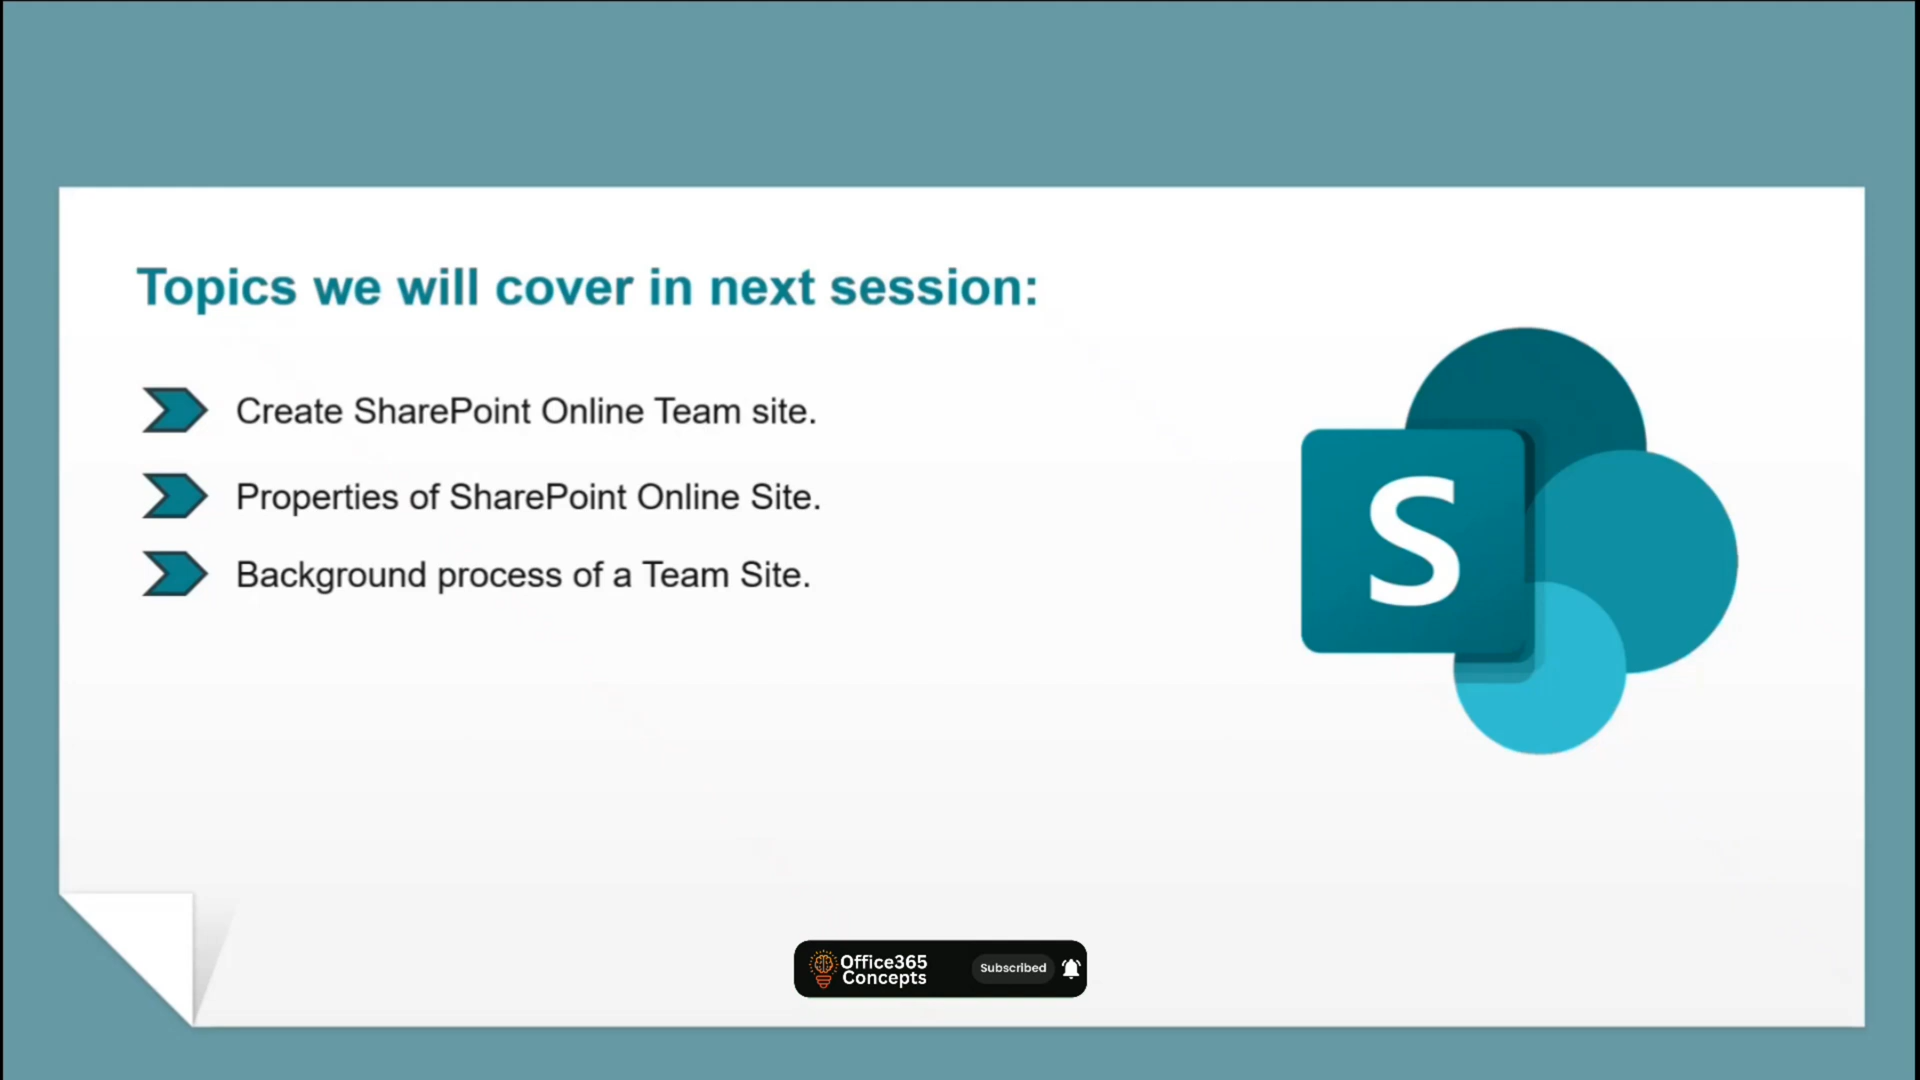 Topics we will cover in next session:
Create SharePoint Online Team site.
Properties of SharePoint Online Site.
Background process of a Team Site.
S
Office365
Concepts
Subscribed